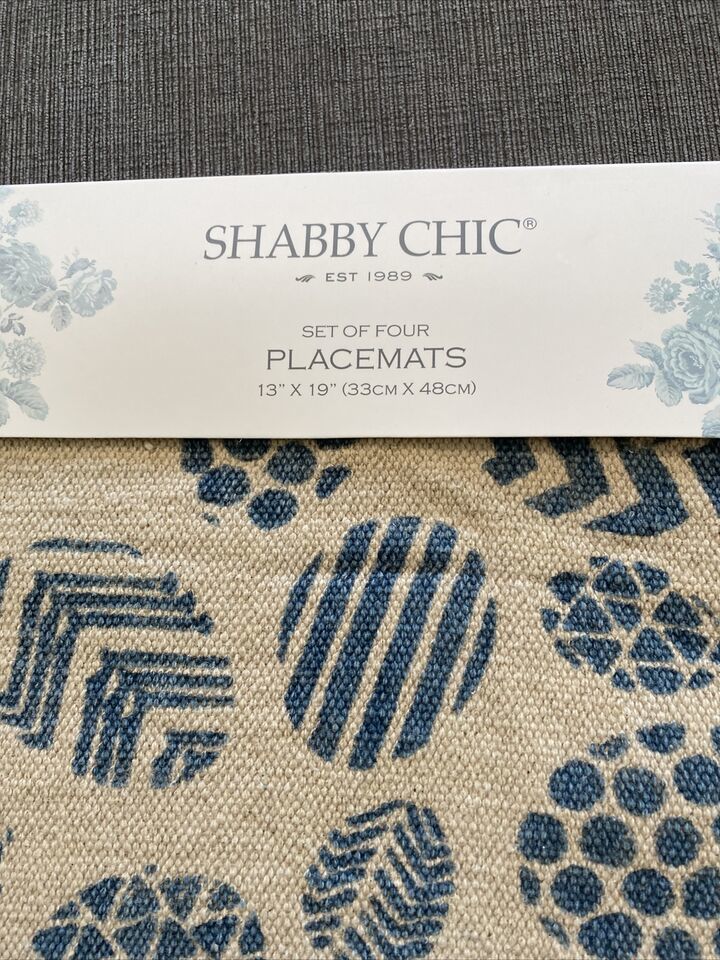 SHABBY CHIC®
EST 1989
SET OF FOUR
PLACEMATS
13" X 19" (33CM X 48CM)